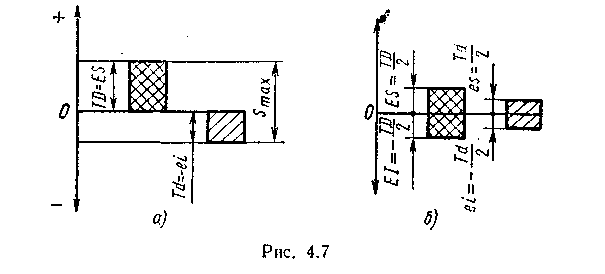 +
0
−
TD=ES
Smax
Td=-ei
а)
0
ES=TD/2
EI=-TD/2
es=Td/2
ei=-Td/2
б)
Рис. 4.7